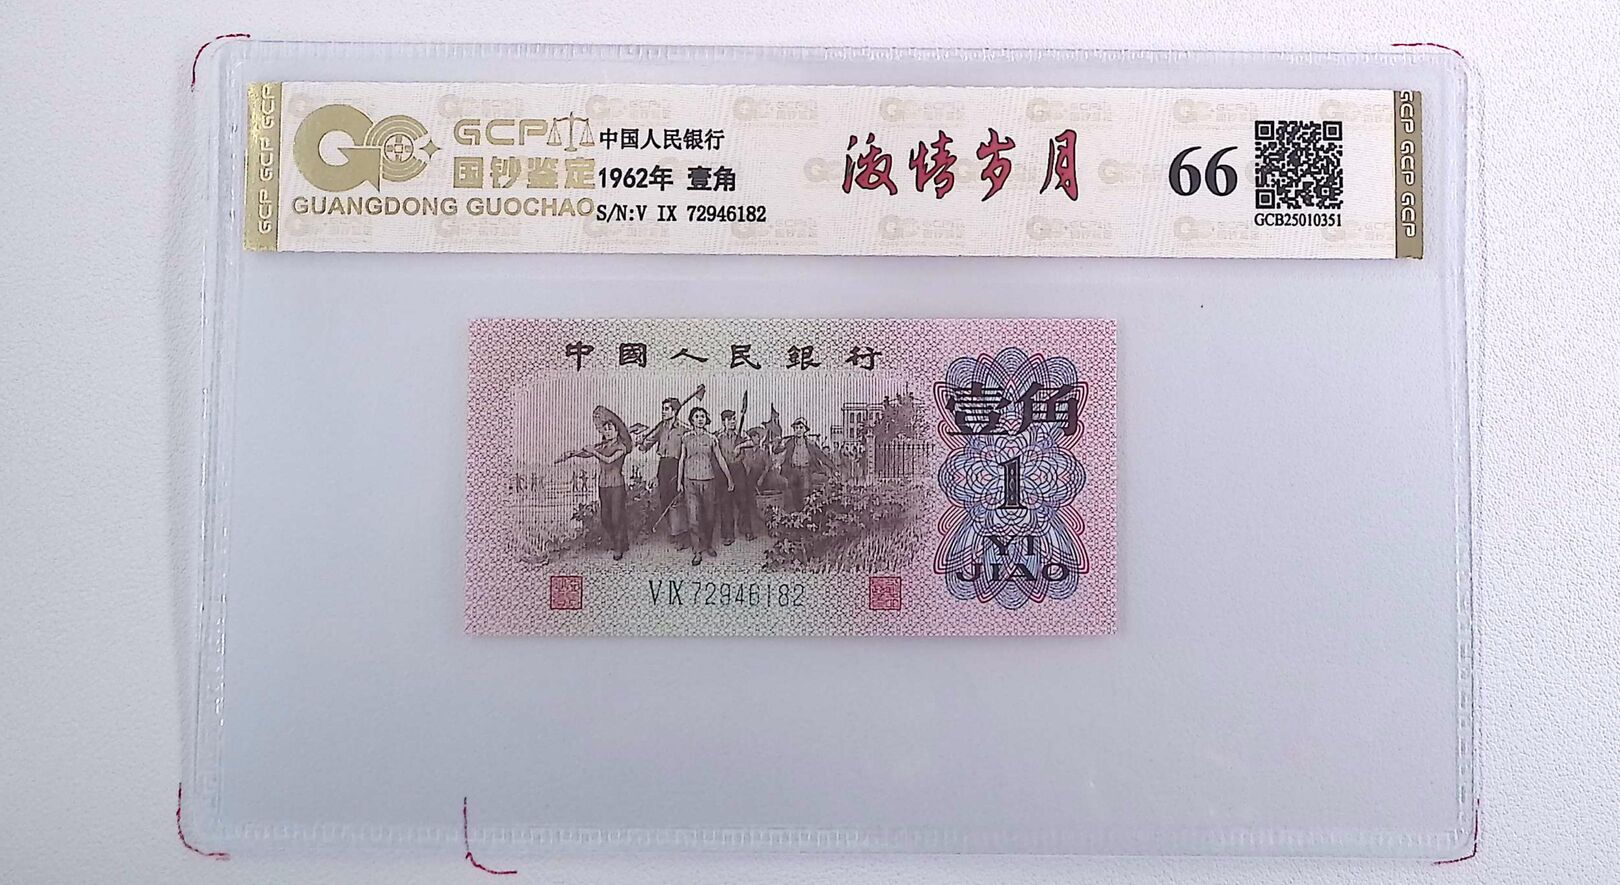 GCP GCP GCP
GCP
国钞鉴定
GUANGDONG GUOCHAO
中国人民银行
1962年 壹角
S/N:V IX 72946182
激情岁月
66
GCB25010351
GCP GCP GCP
中國人民銀行
壹角
1
YI
JIAO
V IX 72946182